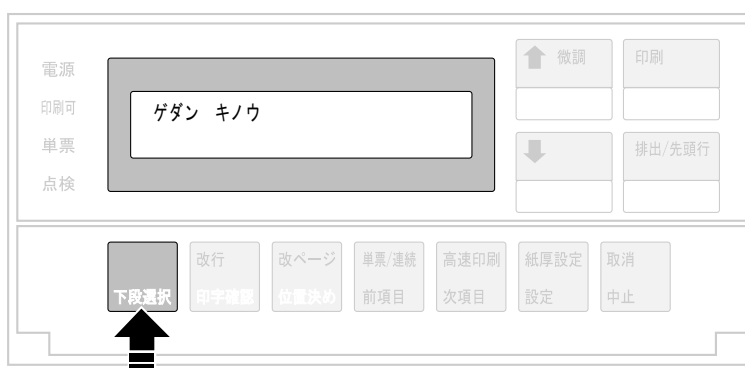 電源
印刷可
単票
点検
ゲダン キノウ
微調
印刷
排出/先頭行
下段選択
改行
印字確認
改ページ
位置決め
単票/連続
前項目
高速印刷
次項目
紙厚設定
設定
取消
中止